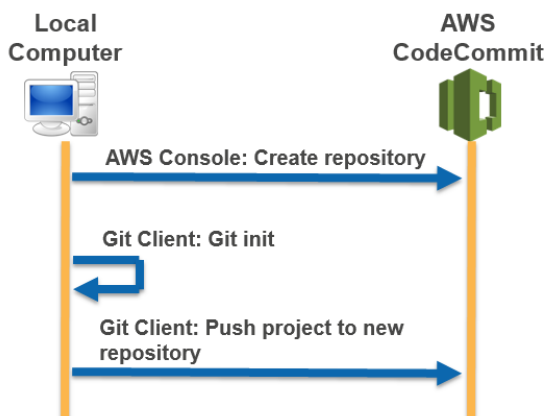 Local
Computer
AWS
CodeCommit
AWS Console: Create repository
Git Client: Git init
Git Client: Push project to new
repository